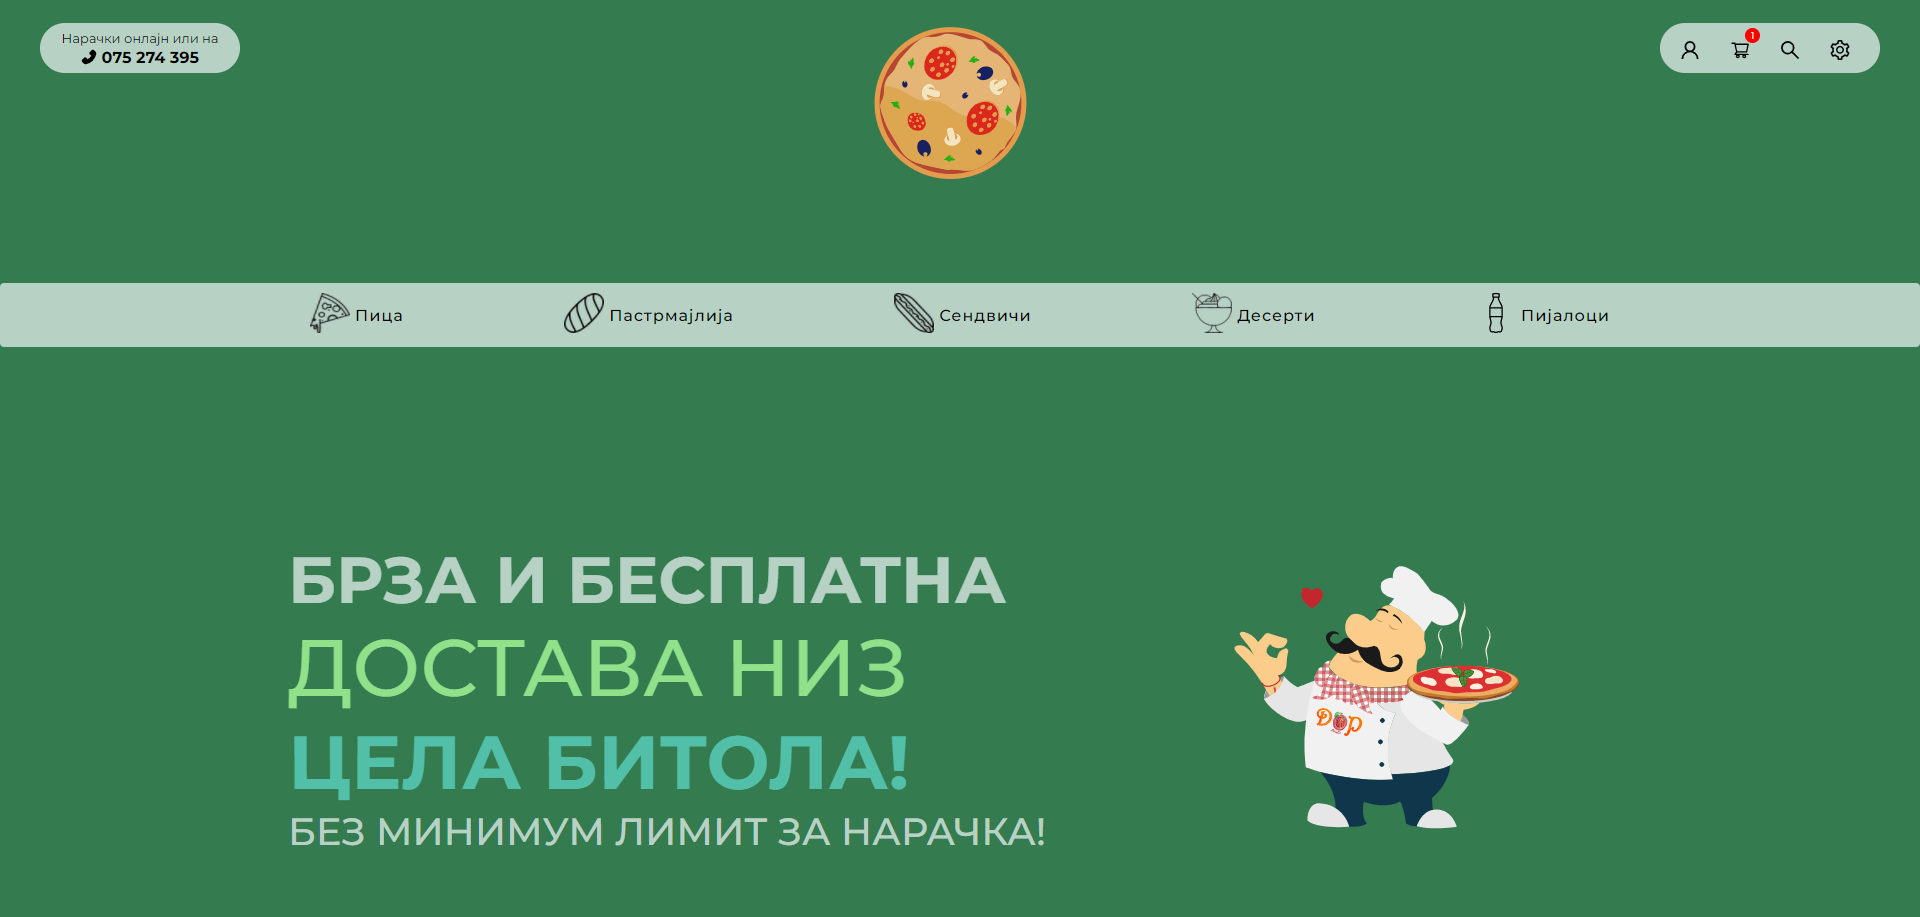 Нарачки онлајн или на
075 274 395
1
Пица
Пастрмајлија
Сендвичи
Десерти
Пијалоци
БРЗА И БЕСПЛАТНА
ДОСТАВА НИЗ
ЦЕЛА БИТОЛА!
БЕЗ МИНИМУМ ЛИМИТ ЗА НАРАЧКА!